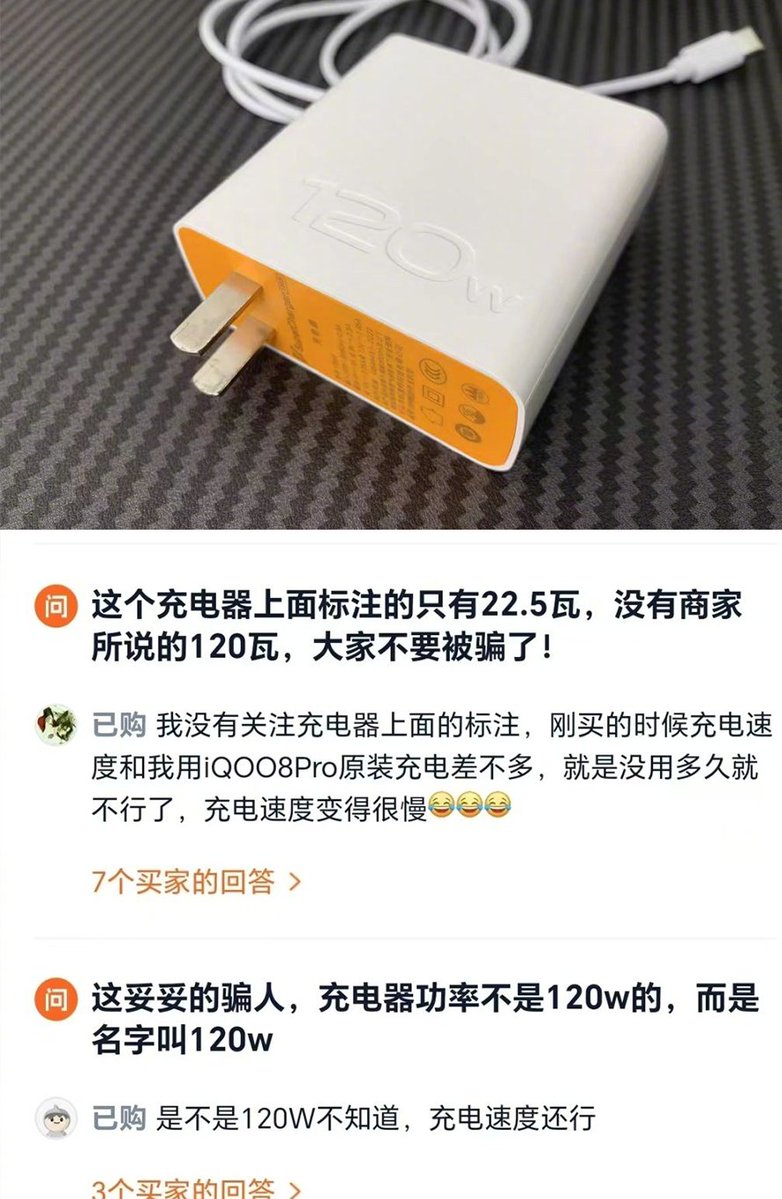 120w
充电器
问
这个充电器上面标注的只有22.5瓦，没有商家
所说的120瓦，大家不要被骗了！
已购 我没有关注充电器上面的标注，刚买的时候充电速
度和我用iQOO8Pro原装充电差不多，就是没用多久就
不行了，充电速度变得很慢😂😂😂
7个买家的回答 >
问
这妥妥的骗人，充电器功率不是120w的，而是
名字叫120w
已购 是不是120W不知道，充电速度还行
3个买家的回答 >